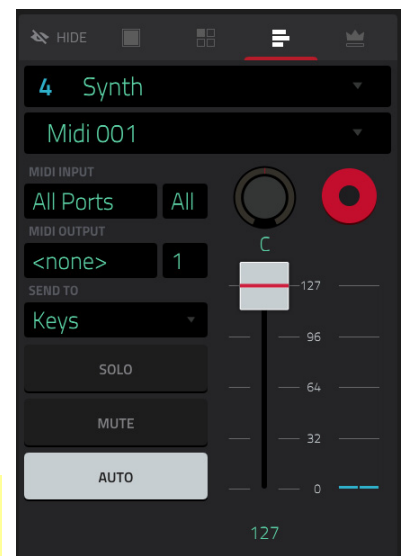 HIDE
4 Synth
Midi 001
MIDI INPUT
All Ports All
MIDI OUTPUT
<none> 1
SEND TO
Keys
SOLO
MUTE
AUTO
C
127
96
64
32
0
127